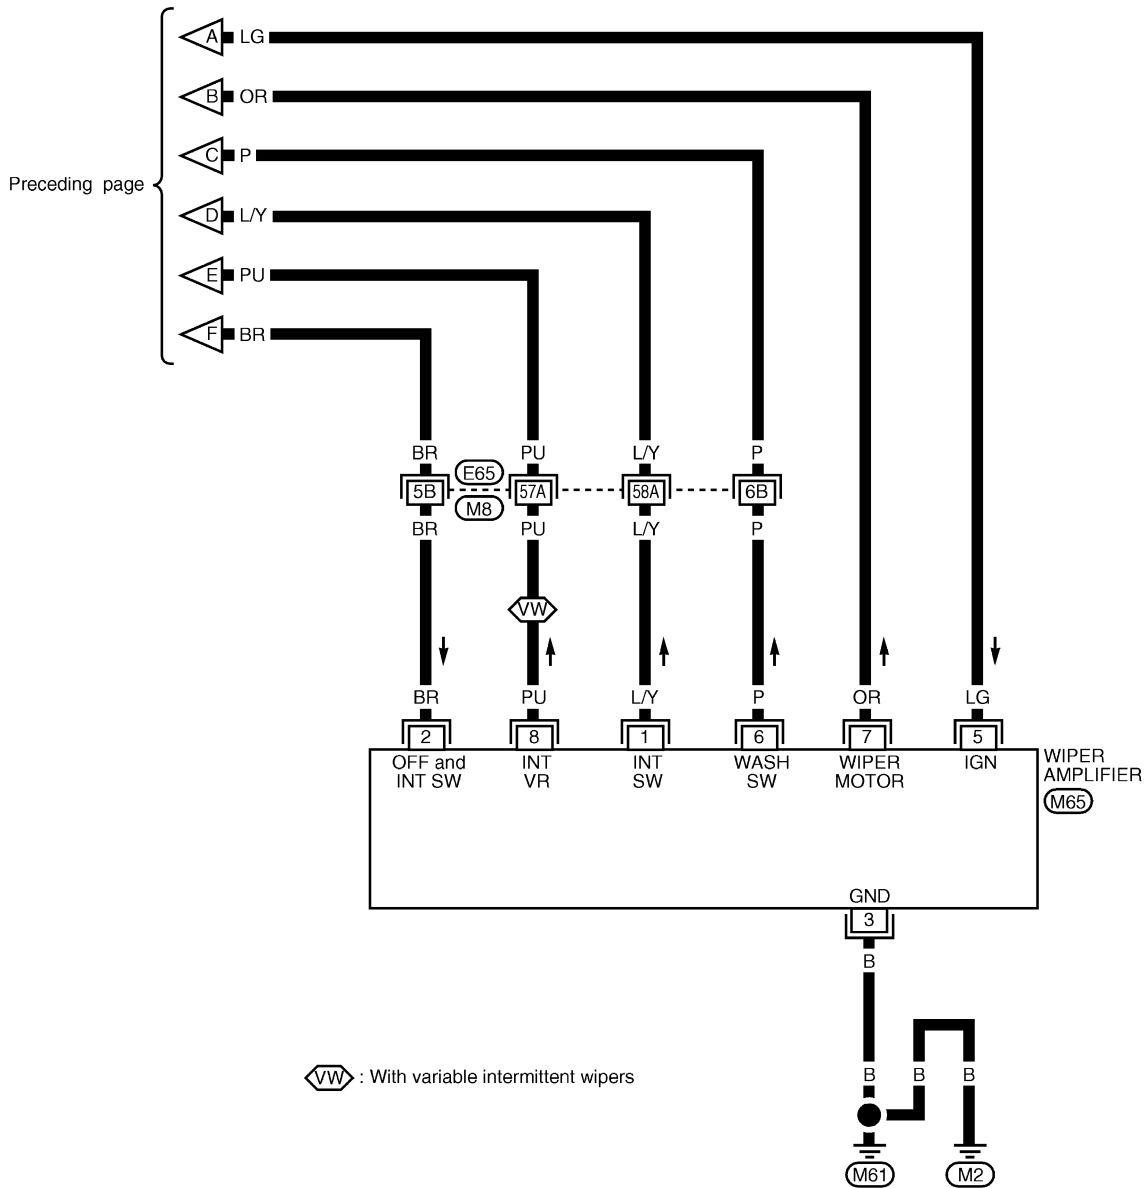 A LG
B OR
C P
Preceding page
D L/Y
E PU
F BR
BR PU L/Y P
E65
5B 57A 58A 6B
M8
BR PU L/Y P
VW
BR PU L/Y P OR LG
2 8 1 6 7 5
OFF and INT INT WASH WIPER IGN
INT SW VR SW SW MOTOR
WIPER
AMPLIFIER
M65
GND
3
B
B B B
VW : With variable intermittent wipers
M61 M2